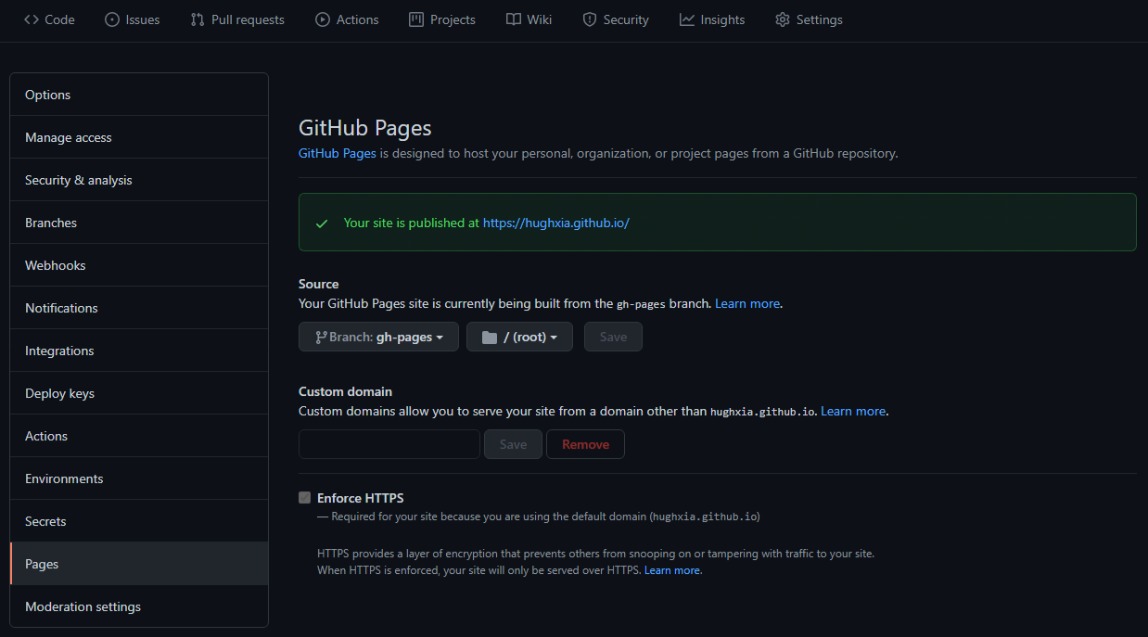 Code Issues Pull requests Actions Projects Wiki Security Insights Settings
Options
Manage access
Security & analysis
Branches
Webhooks
Notifications
Integrations
Deploy keys
Actions
Environments
Secrets
Pages
Moderation settings
GitHub Pages
GitHub Pages is designed to host your personal, organization, or project pages from a GitHub repository.
Your site is published at https://hughxia.github.io/
Source
Your GitHub Pages site is currently being built from the gh-pages branch. Learn more.
Branch: gh-pages / (root) Save
Custom domain
Custom domains allow you to serve your site from a domain other than hughxia.github.io. Learn more.
Save Remove
Enforce HTTPS
— Required for your site because you are using the default domain (hughxia.github.io)
HTTPS provides a layer of encryption that prevents others from snooping on or tampering with traffic to your site.
When HTTPS is enforced, your site will only be served over HTTPS. Learn more.